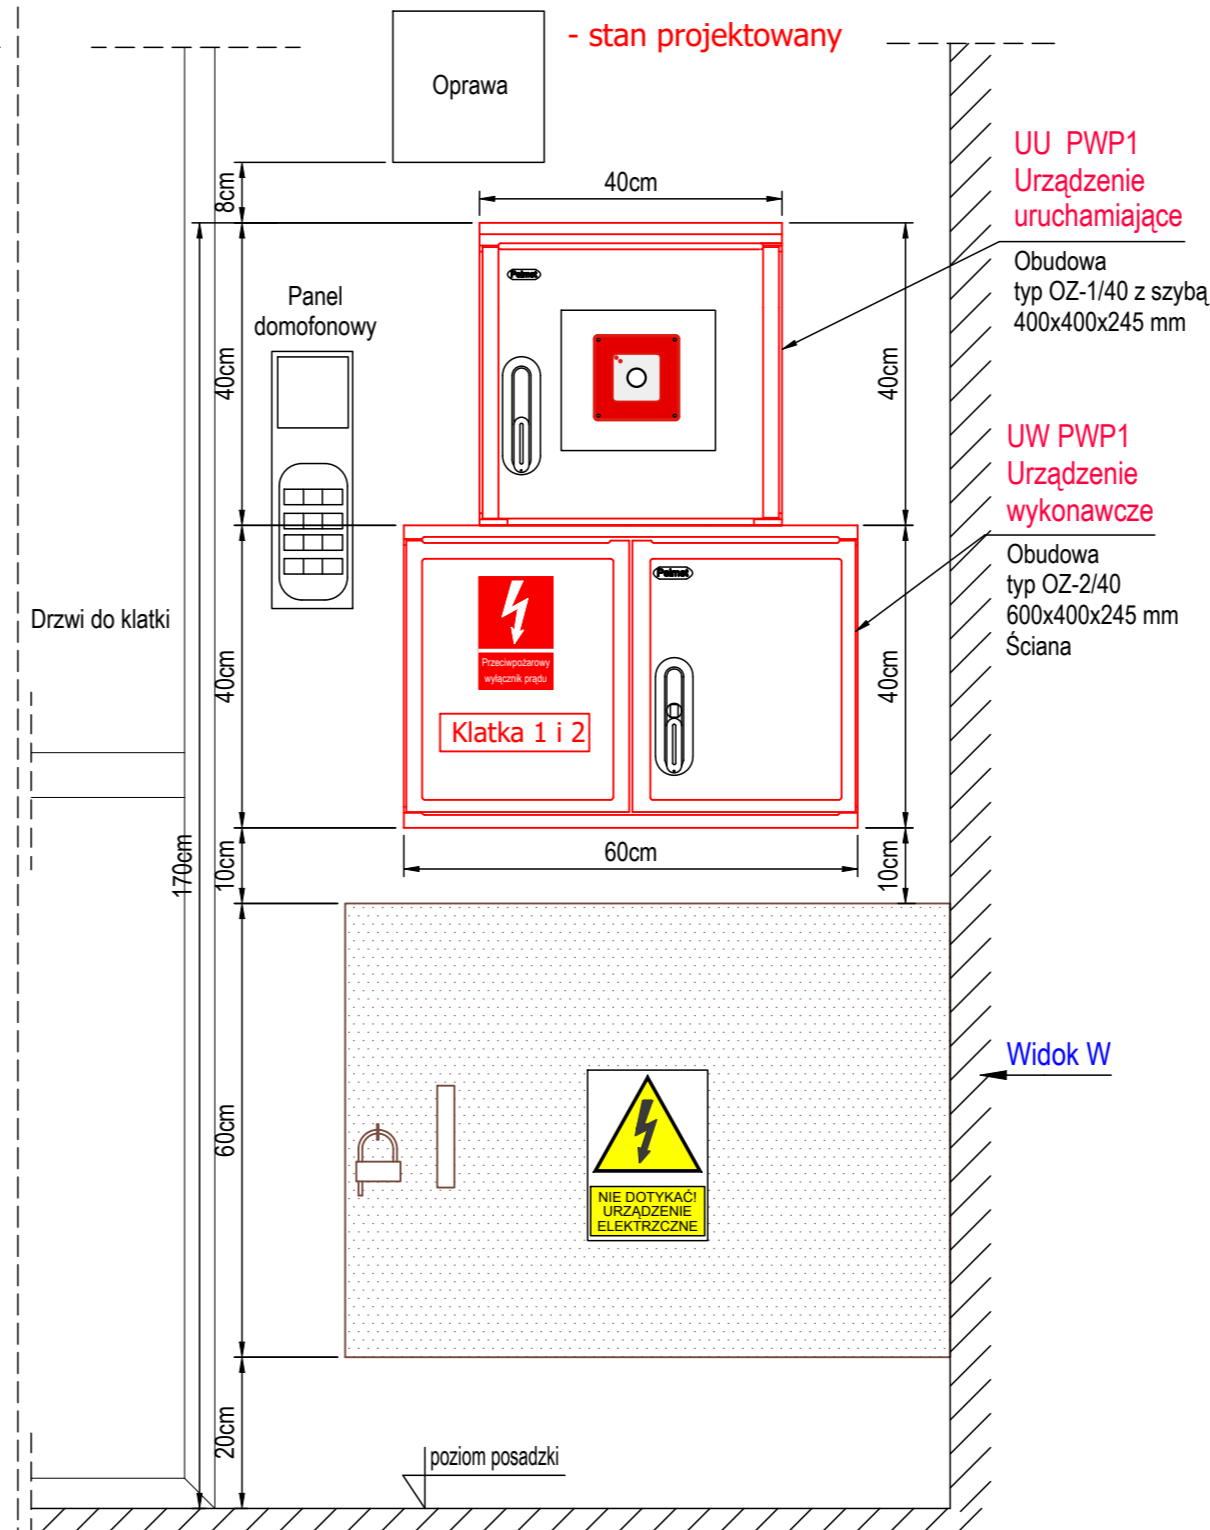 - stan projektowany
Oprawa
8cm
40cm
UU PWP1
Urządzenie
uruchamiające
Obudowa
typ OZ-1/40 z szybą
400x400x245 mm
Panel
domofonowy
40cm
40cm
UW PWP1
Urządzenie
wykonawcze
Obudowa
typ OZ-2/40
600x400x245 mm
Ściana
Drzwi do klatki
40cm
Przeciwpożarowy
wyłącznik prądu
Klatka 1 i 2
40cm
170cm
10cm
60cm
10cm
Widok W
60cm
NIE DOTYKAĆ!
URZĄDZENIE
ELEKTRZCZNE
20cm
poziom posadzki